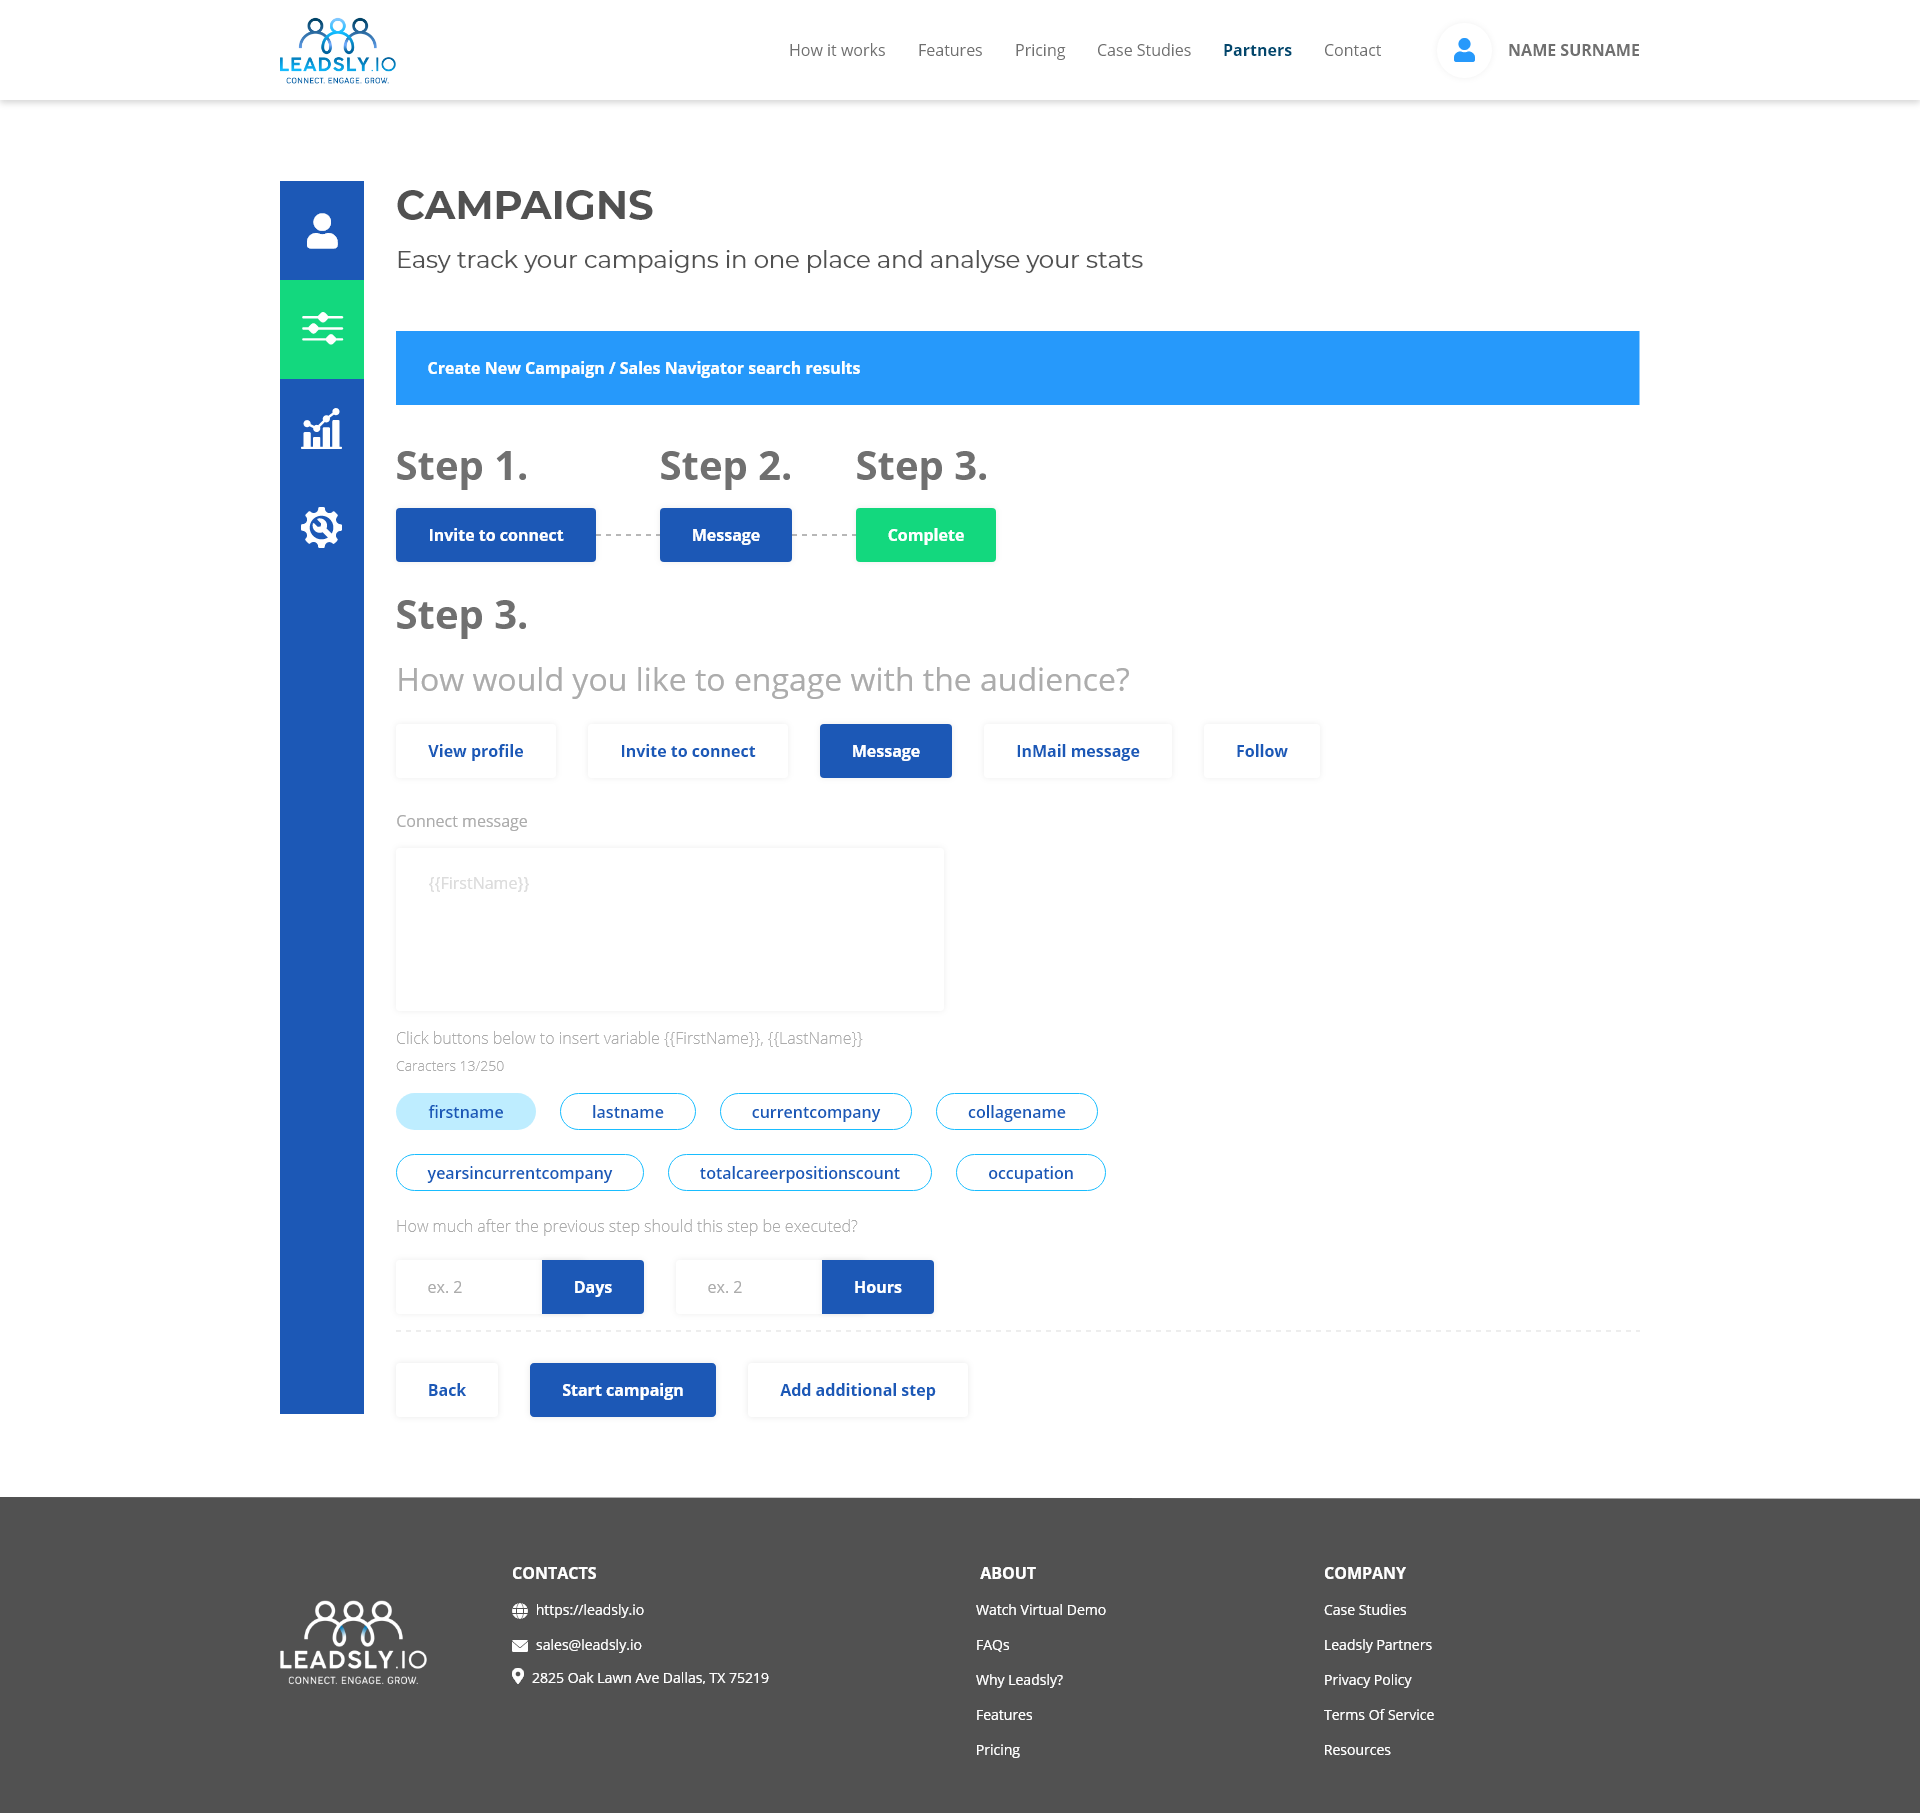 LEADSLY.IO
CONNECT. ENGAGE. GROW.
How it works Features Pricing Case Studies Partners Contact NAME SURNAME
CAMPAIGNS
Easy track your campaigns in one place and analyse your stats
Create New Campaign / Sales Navigator search results
Step 1. Step 2. Step 3.
Invite to connect Message Complete
Step 3.
How would you like to engage with the audience?
View profile Invite to connect Message InMail message Follow
Connect message
{{FirstName}}
Click buttons below to insert variable {{FirstName}}, {{LastName}}
Caracters 13/250
firstname lastname currentcompany collagename
yearsincurrentcompany totalcareerpositionscount occupation
How much after the previous step should this step be executed?
ex. 2 Days ex. 2 Hours
Back Start campaign Add additional step
LEADSLY.IO
CONNECT. ENGAGE. GROW.
CONTACTS
https://leadsly.io
sales@leadsly.io
2825 Oak Lawn Ave Dallas, TX 75219
ABOUT
Watch Virtual Demo
FAQs
Why Leadsly?
Features
Pricing
COMPANY
Case Studies
Leadsly Partners
Privacy Policy
Terms Of Service
Resources